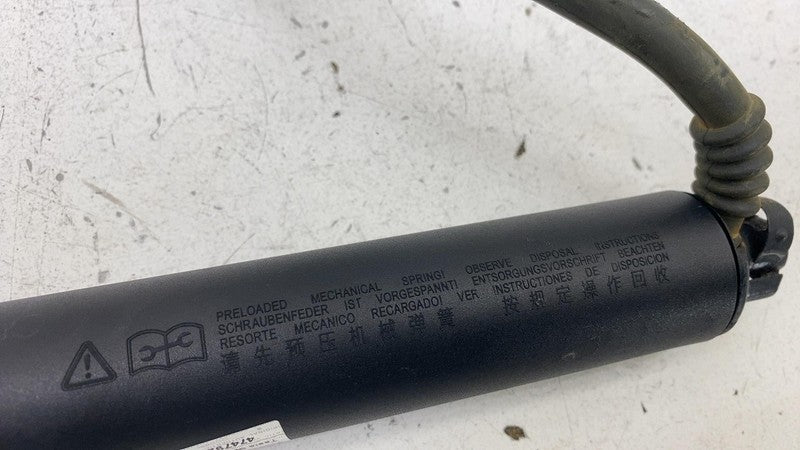 PRELOADED MECHANICAL SPRING! OBSERVE DISPOSAL INSTRUCTIONS
SCHRAUBENFEDER IST VORGESPANNT! ENTSORGUNGSVORSCHRIFT BEACHTEN
RESORTE MECANICO RECARGADO! VER INSTRUCTIONES DE DISPOSICION
请先预压机械弹簧 按规定操作回收